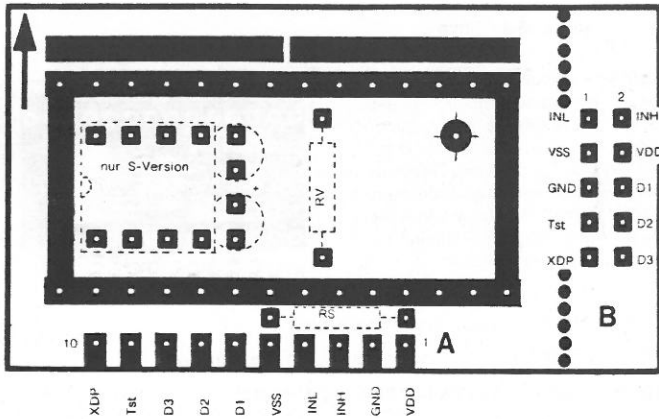 1 2
INL INH
VSS VDD
GND D1
Tst D2
XDP D3
nur S-Version
+
RV
RS
10 1
A
B
XDP Tst D3 D2 D1 VSS INL INH GND VDD